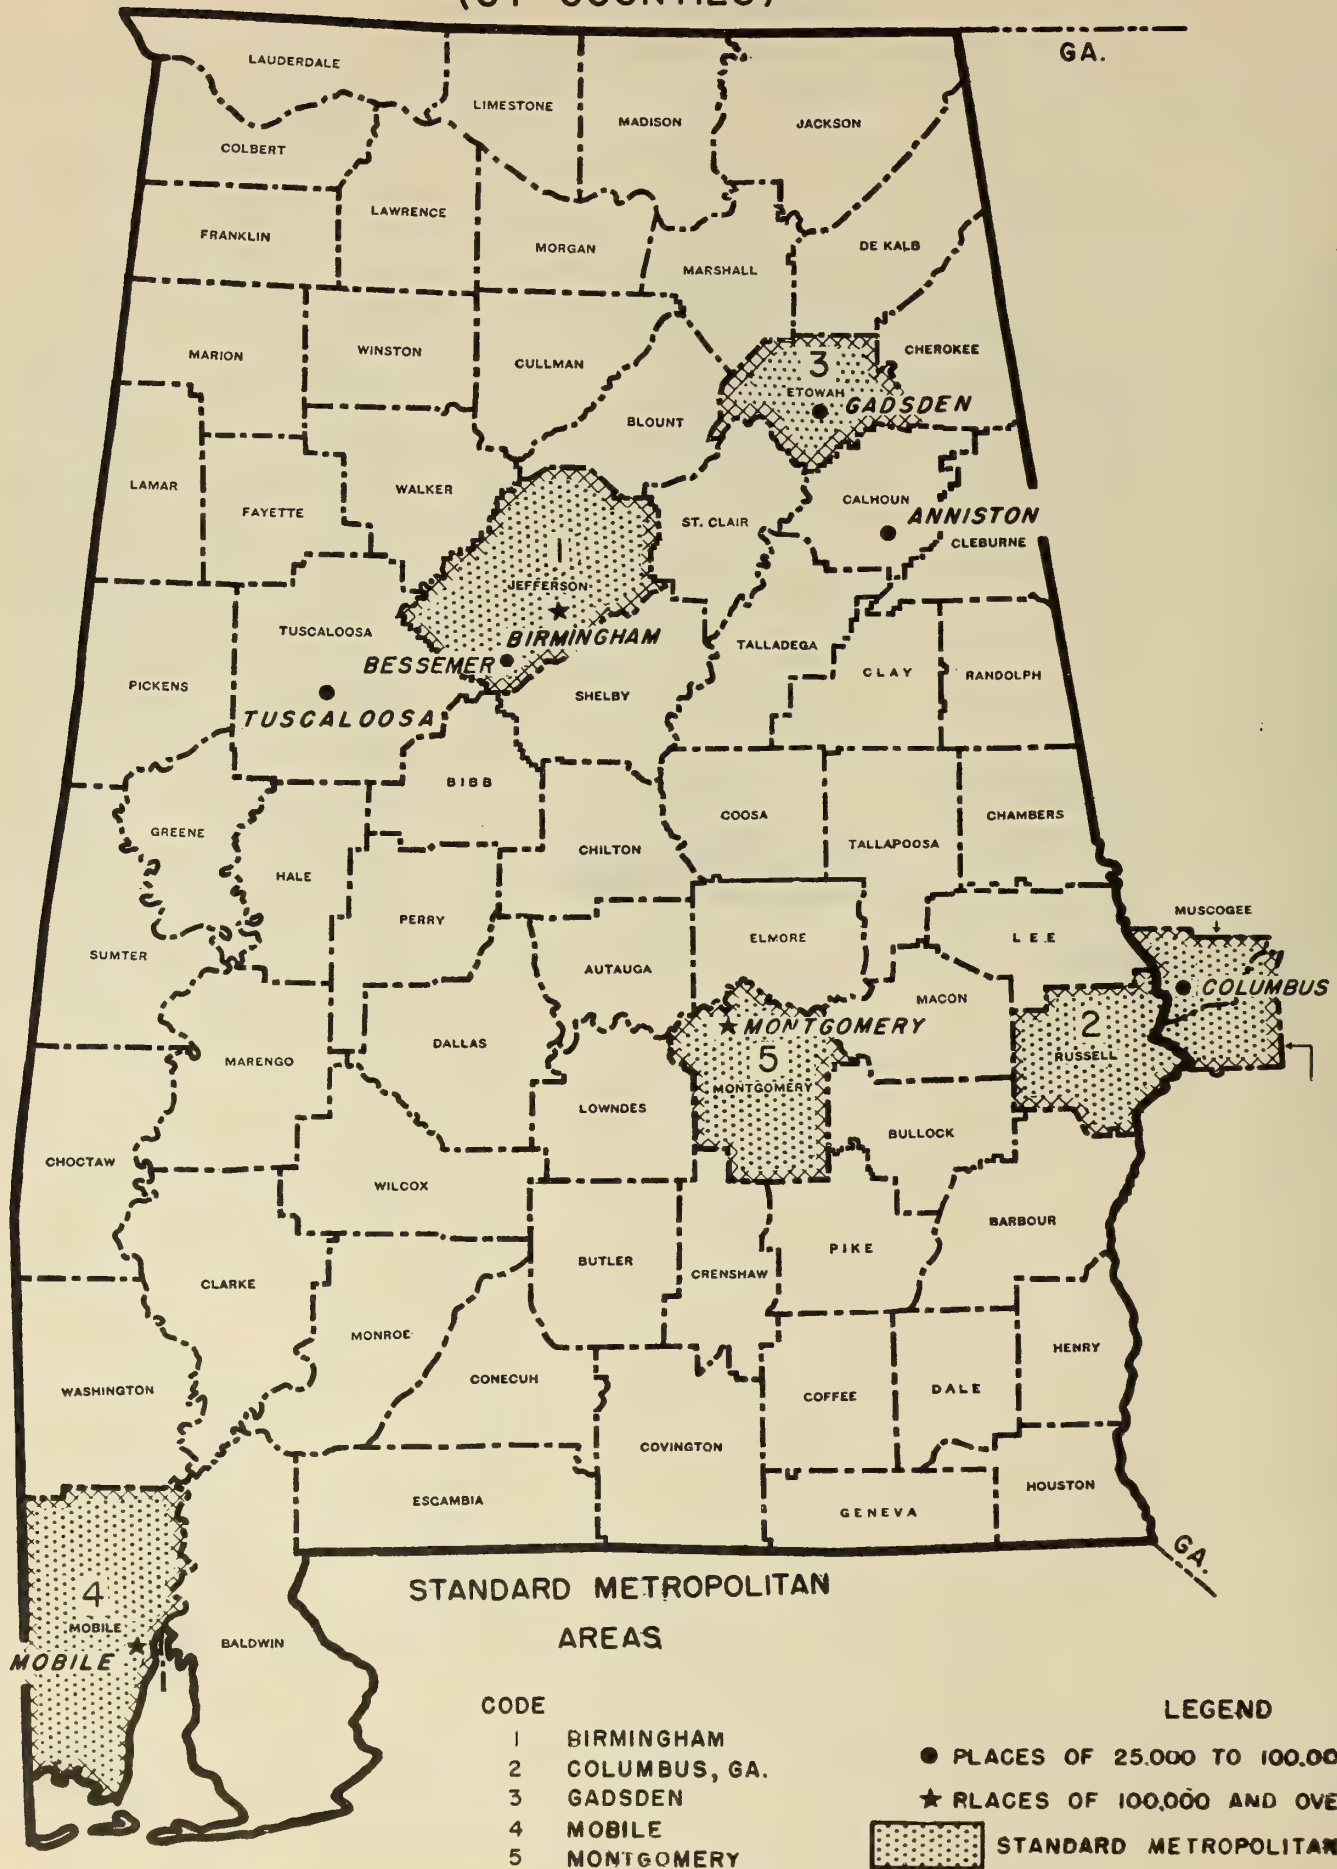 (67 COUNTIES)
GA.
LAUDERDALE
LIMESTONE
MADISON
JACKSON
COLBERT
LAWRENCE
FRANKLIN
MORGAN
DE KALB
MARSHALL
MARION
WINSTON
CULLMAN
3
CHEROKEE
ETOWAH
GADSDEN
BLOUNT
LAMAR
WALKER
FAYETTE
CALHOUN
ST. CLAIR
ANNISTON
CLEBURNE
1
JEFFERSON
BIRMINGHAM
TUSCALOOSA
BESSEMER
TALLADEGA
CLAY
RANDOLPH
PICKENS
SHELBY
TUSCALOOSA
BIBB
GREENE
COOSA
CHAMBERS
TALLAPOOSA
CHILTON
HALE
PERRY
MUSCOGEE
ELMORE
LEE
SUMTER
AUTAUGA
COLUMBUS
MACON
MONTGOMERY
2
RUSSELL
DALLAS
MARENGO
5
MONTGOMERY
LOWNDES
BULLOCK
CHOCTAW
WILCOX
BARBOUR
PIKE
BUTLER
CRENSHAW
CLARKE
MONROE
HENRY
CONECUH
WASHINGTON
COFFEE
DALE
COVINGTON
ESCAMBIA
HOUSTON
GENEVA
GA.
4
MOBILE
MOBILE
BALDWIN
STANDARD METROPOLITAN
AREAS
CODE
1 BIRMINGHAM
2 COLUMBUS, GA.
3 GADSDEN
4 MOBILE
5 MONTGOMERY
LEGEND
PLACES OF 25,000 TO 100,00
PLACES OF 100,000 AND OVE
STANDARD METROPOLITAN